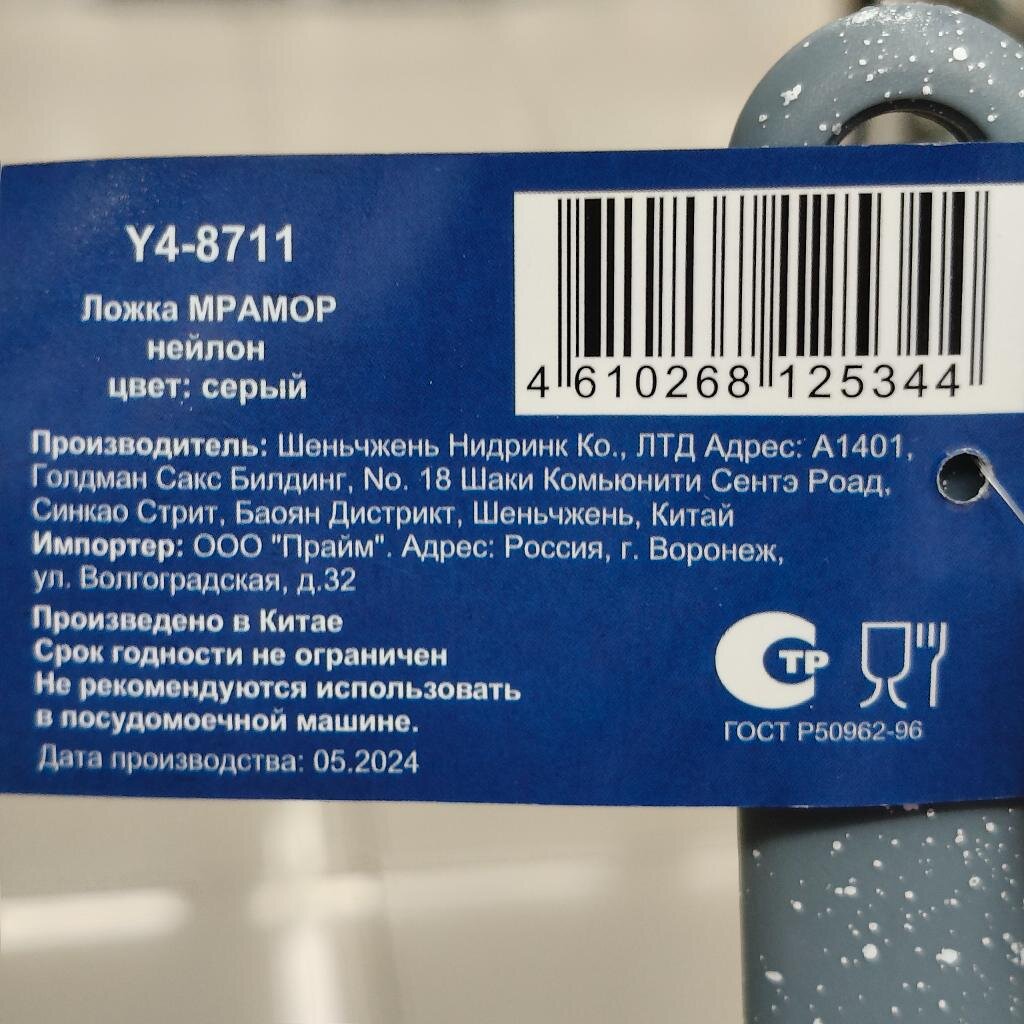 Y4-8711
Ложка МРАМОР
нейлон
цвет: серый
4 610268 125344
Производитель: Шеньчжень Нидринк Ко., ЛТД Адрес: А1401,
Голдман Сакс Билдинг, No. 18 Шаки Комьюнити Сентэ Роад,
Синкао Стрит, Баоян Дистрикт, Шеньчжень, Китай
Импортер: ООО "Прайм". Адрес: Россия, г. Воронеж,
ул. Волгоградская, д.32
Произведено в Китае
Срок годности не ограничен
Не рекомендуются использовать
в посудомоечной машине.
Дата производства: 05.2024
СТР
ГОСТ Р50962-96